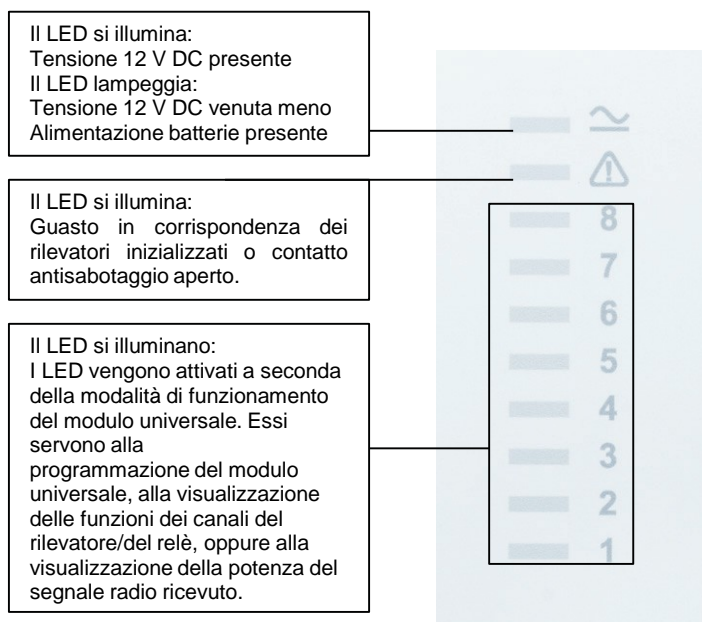 Il LED si illumina:
Tensione 12 V DC presente
Il LED lampeggia:
Tensione 12 V DC venuta meno
Alimentazione batterie presente
Il LED si illumina:
Guasto in corrispondenza dei
rilevatori inizializzati o contatto
antisabotaggio aperto.
Il LED si illuminano:
I LED vengono attivati a seconda
della modalità di funzionamento
del modulo universale. Essi
servono alla
programmazione del modulo
universale, alla visualizzazione
delle funzioni dei canali del
rilevatore/del relè, oppure alla
visualizzazione della potenza del
segnale radio ricevuto.
8
7
6
5
4
3
2
1